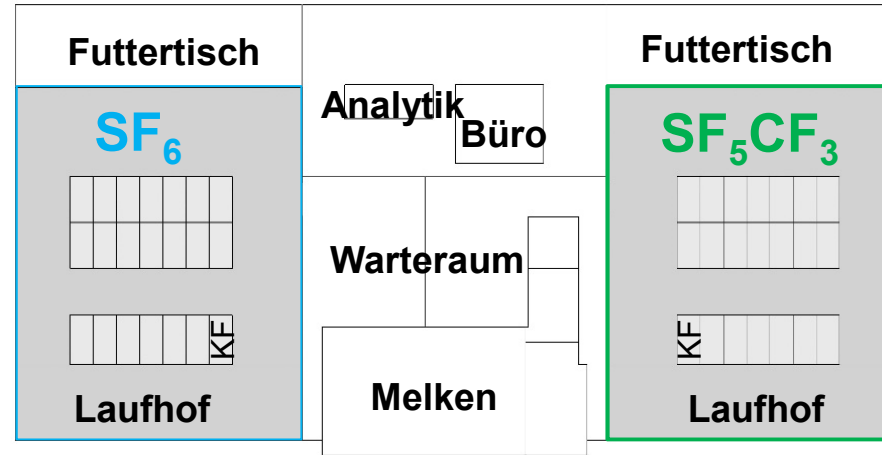 Futtertisch
Futtertisch
Analytik
Büro
SF₆
SF₅CF₃
Warteraum
KF
KF
Melken
Laufhof
Laufhof